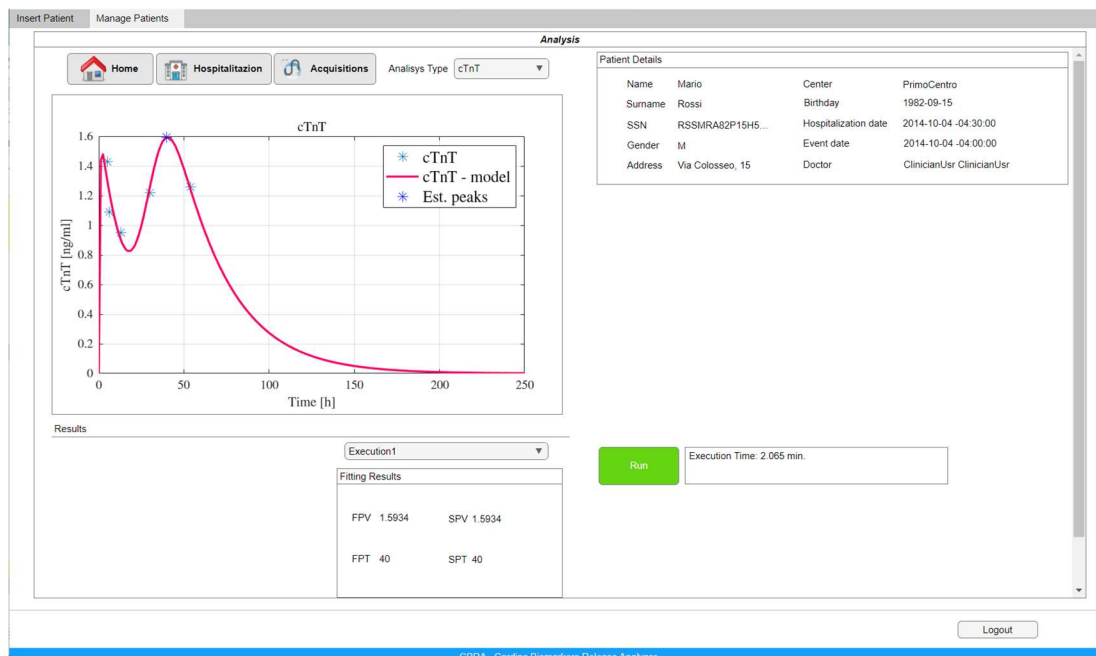 Insert Patient Manage Patients
Analysis
Home Hospitalitazion Acquisitions Analisys Type cTnT
Patient Details
Name Mario Center PrimoCentro
Surname Rossi Birthday 1982-09-15
SSN RSSMRA82P15H5... Hospitalization date 2014-10-04 -04:30:00
Gender M Event date 2014-10-04 -04:00:00
Address Via Colosseo, 15 Doctor ClinicianUsr ClinicianUsr
cTnT
1.6
1.4
1.2
1
0.8
0.6
0.4
0.2
0
cTnT [ng/ml]
cTnT
cTnT - model
Est. peaks
0 50 100 150 200 250
Time [h]
Results
Execution1
Run
Execution Time: 2.065 min.
Fitting Results
FPV 1.5934 SPV 1.5934
FPT 40 SPT 40
Logout